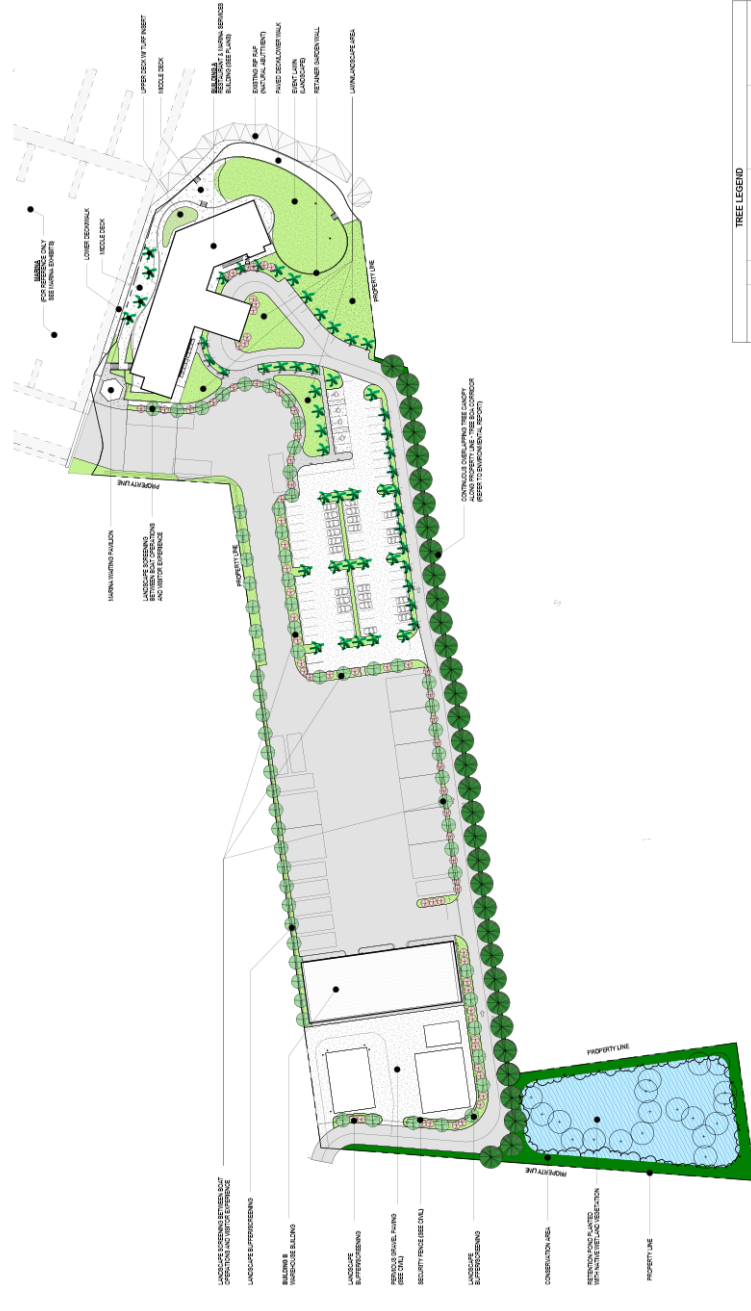 UPPER DECK W/ TURF INSERT
MIDDLE DECK
BUILDING A
RESTAURANT & MARINA SERVICES
BUILDING (SEE PLANS)
EXISTING RIP RAP
(NATURAL ABUTMENT)
PAVED DECK/LOWER WALK
EVENT LAWN
(LANDSCAPE)
RETAINER GARDEN WALL
LAWN/LANDSCAPE AREA
MARINA
(FOR REFERENCE ONLY
SEE MARINA EXHIBITS)
LOWER DECK/WALK
MIDDLE DECK
PROPERTY LINE
TREE LEGEND
MARINA WAITING PAVILION
LANDSCAPE SCREENING
BETWEEN BOAT OPERATIONS
AND VISITOR EXPERIENCE
PROPERTY LINE
PROPERTY LINE
CONTINUOUS OVERLAPPING TREE CANOPY
ALONG PROPERTY LINE - TREE BOA CORRIDOR
(REFER TO ENVIRONMENTAL REPORT)
LANDSCAPE SCREENING BETWEEN BOAT
OPERATIONS AND VISITOR EXPERIENCE
LANDSCAPE BUFFER/SCREENING
BUILDING B
WAREHOUSE BUILDING
LANDSCAPE
BUFFER/SCREENING
PERVIOUS GRAVEL PAVING
(SEE CIVIL)
SECURITY FENCE (SEE CIVIL)
LANDSCAPE
BUFFER/SCREENING
CONSERVATION AREA
RETENTION POND PLANTED
WITH NATIVE WETLAND VEGETATION
PROPERTY LINE
PROPERTY LINE
PROPERTY LINE